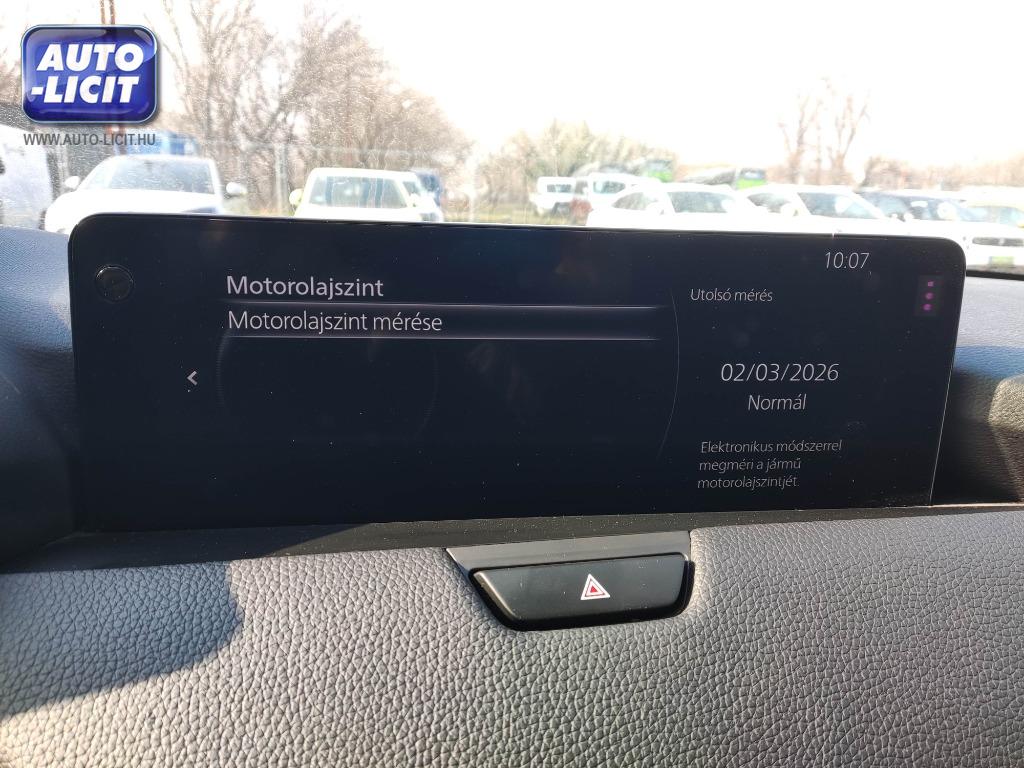 AUTO
-LICIT
WWW.AUTO-LICIT.HU
10:07
Motorolajszint
Motorolajszint mérése
Utolsó mérés
02/03/2026
Normál
Elektronikus módszerrel
megméri a jármű
motorolajszintjét.